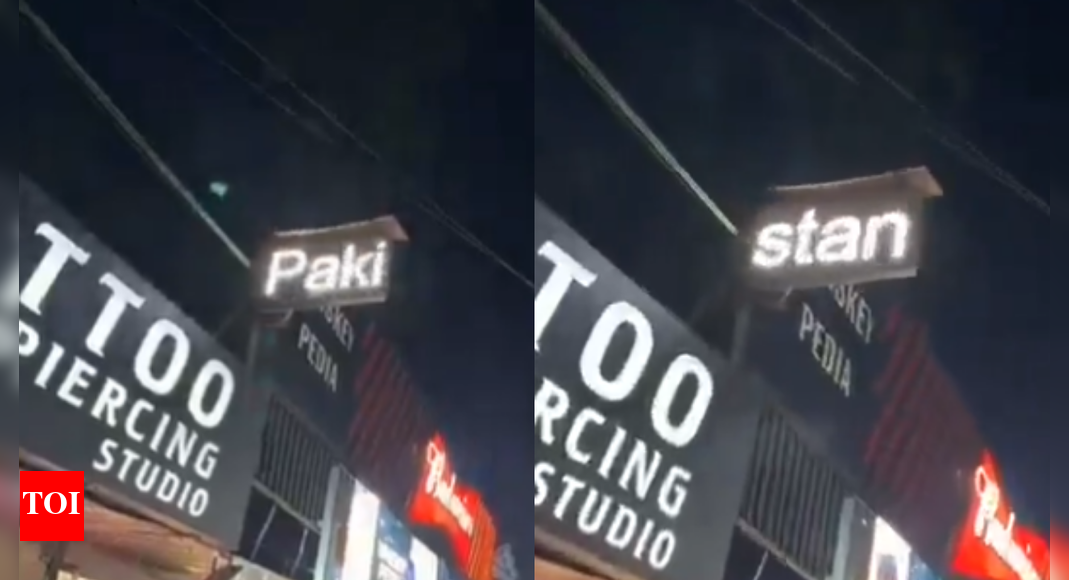 Paki
TTOO
PIERCING
STUDIO
PEDIA
TOI
stan
TOO
RCING
STUDIO
PEDIA